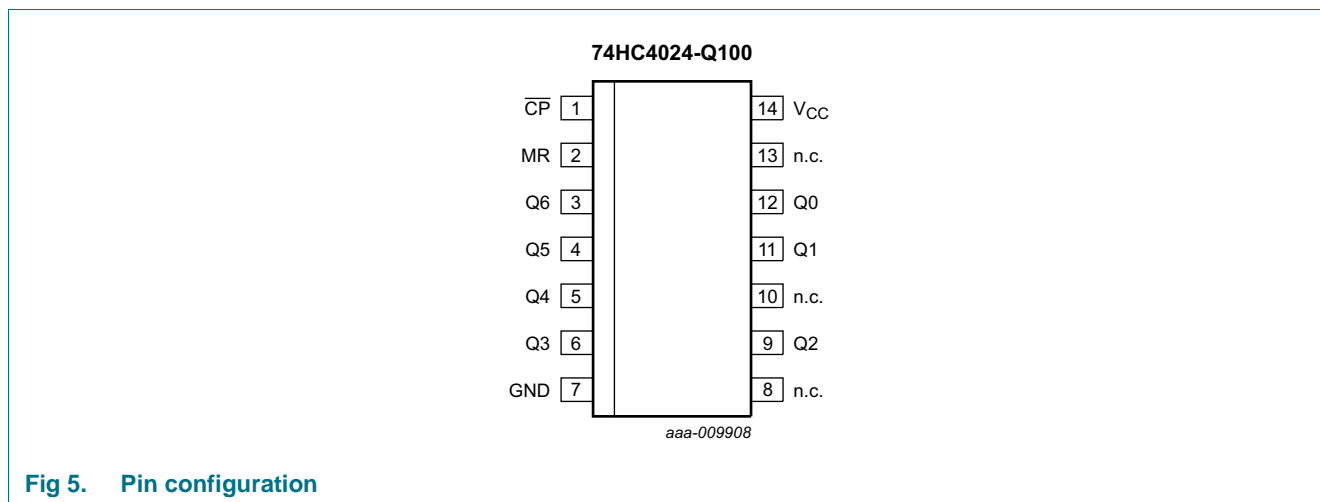 74HC4024-Q100
C̅P̅ 1 14 VCC
MR 2 13 n.c.
Q6 3 12 Q0
Q5 4 11 Q1
Q4 5 10 n.c.
Q3 6 9 Q2
GND 7 8 n.c.
aaa-009908
Fig 5. Pin configuration